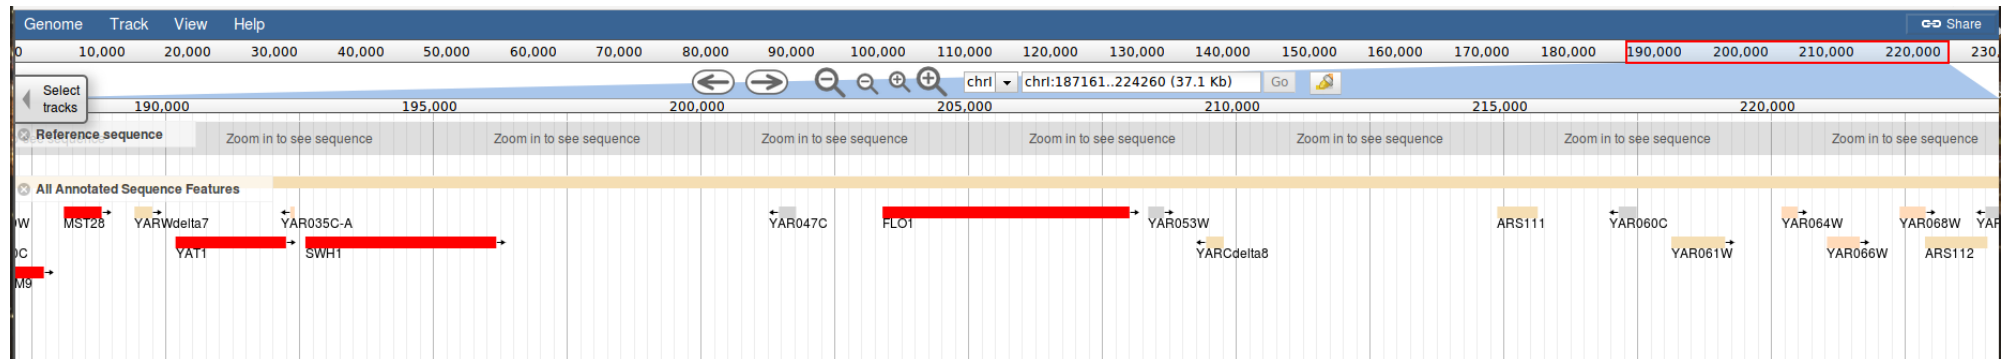 Genome Track View Help Share
0 10,000 20,000 30,000 40,000 50,000 60,000 70,000 80,000 90,000 100,000 110,000 120,000 130,000 140,000 150,000 160,000 170,000 180,000 190,000 200,000 210,000 220,000 230,
Select tracks chrI chrI:187161..224260 (37.1 Kb) Go
190,000 195,000 200,000 205,000 210,000 215,000 220,000
Reference sequence Zoom in to see sequence Zoom in to see sequence Zoom in to see sequence Zoom in to see sequence Zoom in to see sequence Zoom in to see sequence Zoom in to see sequence
All Annotated Sequence Features
W MST28 YARWdelta7 YAR035C-A YAR047C FLO1 YAR053W ARS111 YAR060C YAR064W YAR068W YAR
C YAT1 SWH1 YARCdelta8 YAR061W YAR066W ARS112
M9